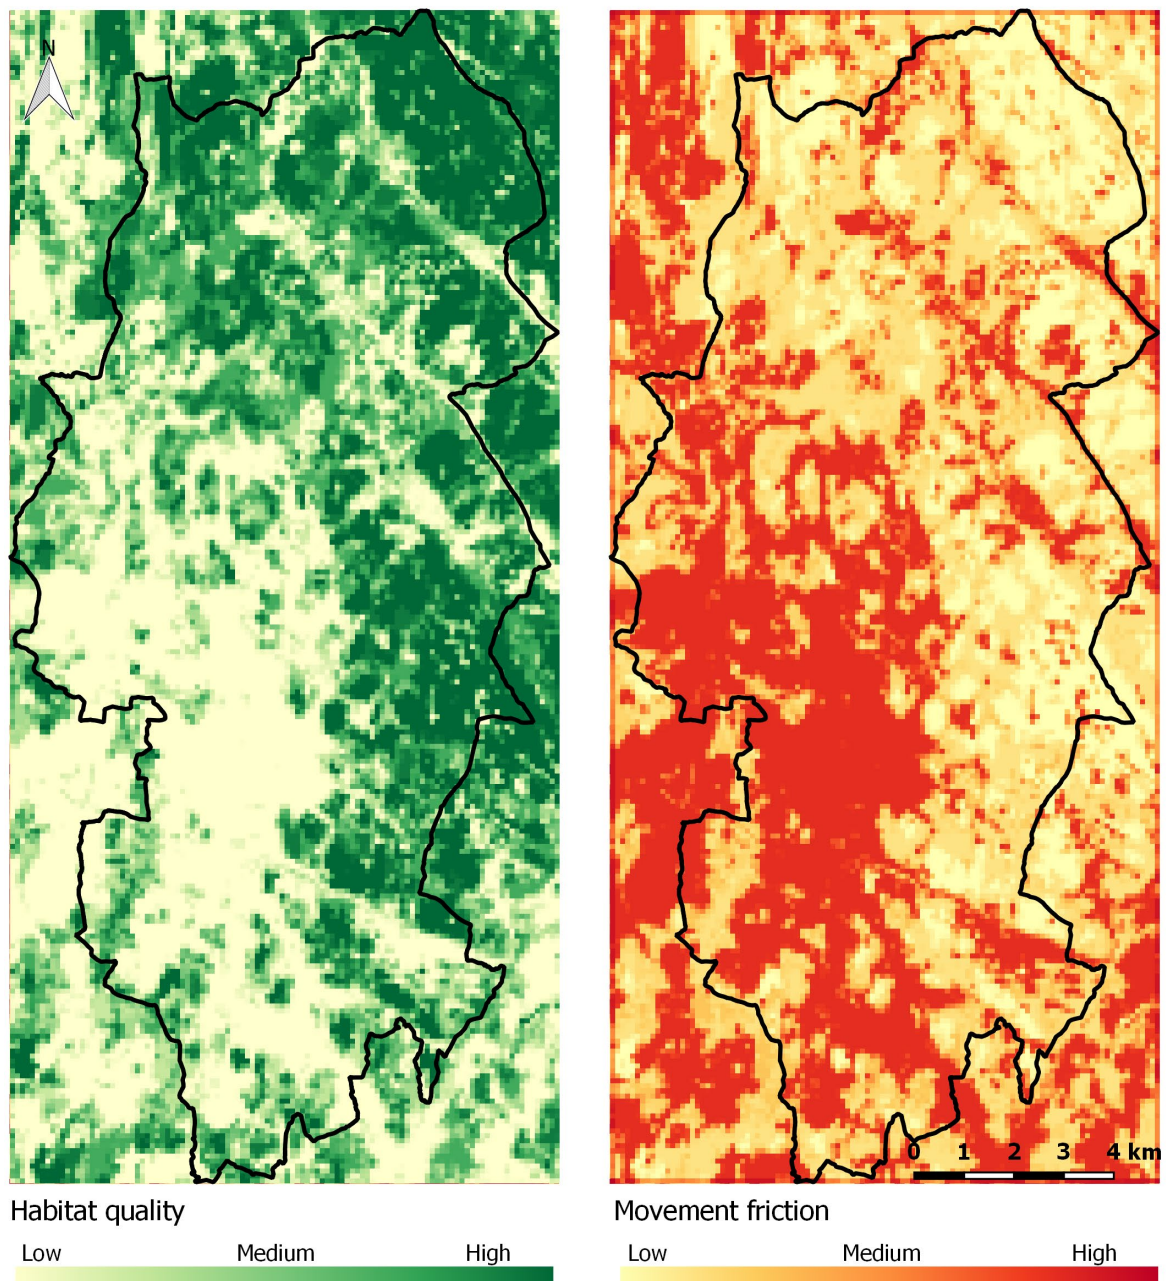 N
0 1 2 3 4 km
Habitat quality
Movement friction
Low Medium High
Low Medium High